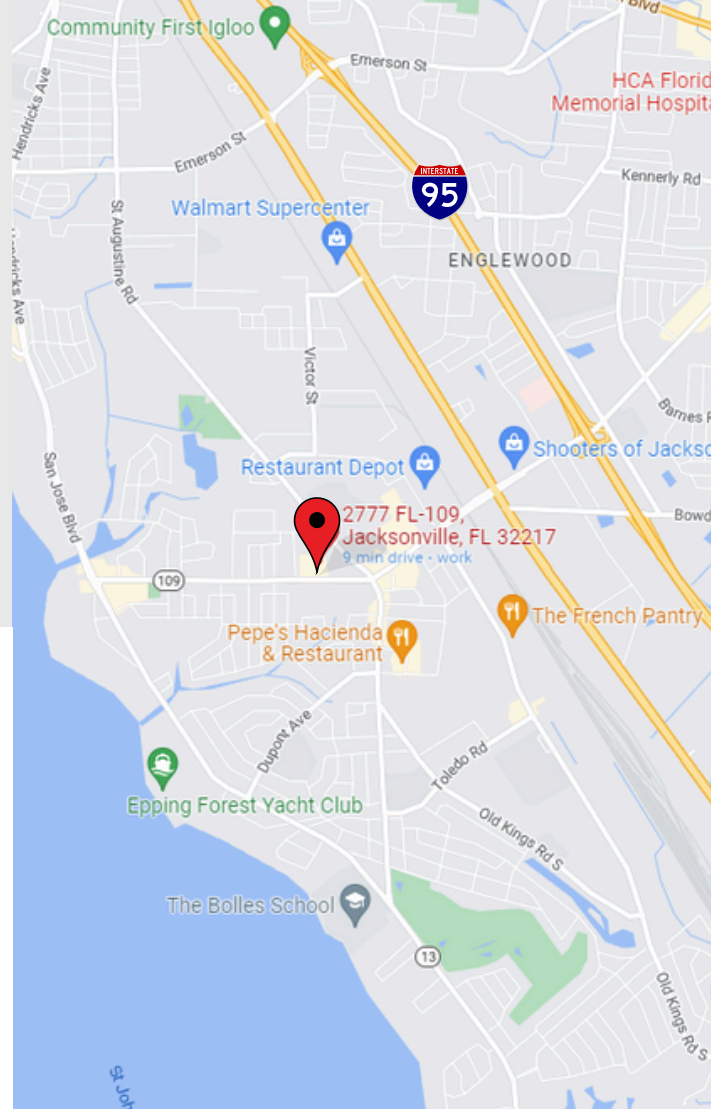 Blvd
Community First Igloo
Emerson St
HCA Florid
Memorial Hospita
Hendricks Ave
Emerson St
INTERSTATE
95
Kennerly Rd
Walmart Supercenter
St Augustine Rd
Hendricks Ave
ENGLEWOOD
Victor St
Barnes R
San Jose Blvd
Shooters of Jackso
Restaurant Depot
2777 FL-109,
Jacksonville, FL 32217
9 min drive - work
Bowd
109
The French Pantry
Pepe's Hacienda
& Restaurant
Dupont Ave
Toledo Rd
Epping Forest Yacht Club
Old Kings Rd S
The Bolles School
13
Old Kings Rd S
St Joh